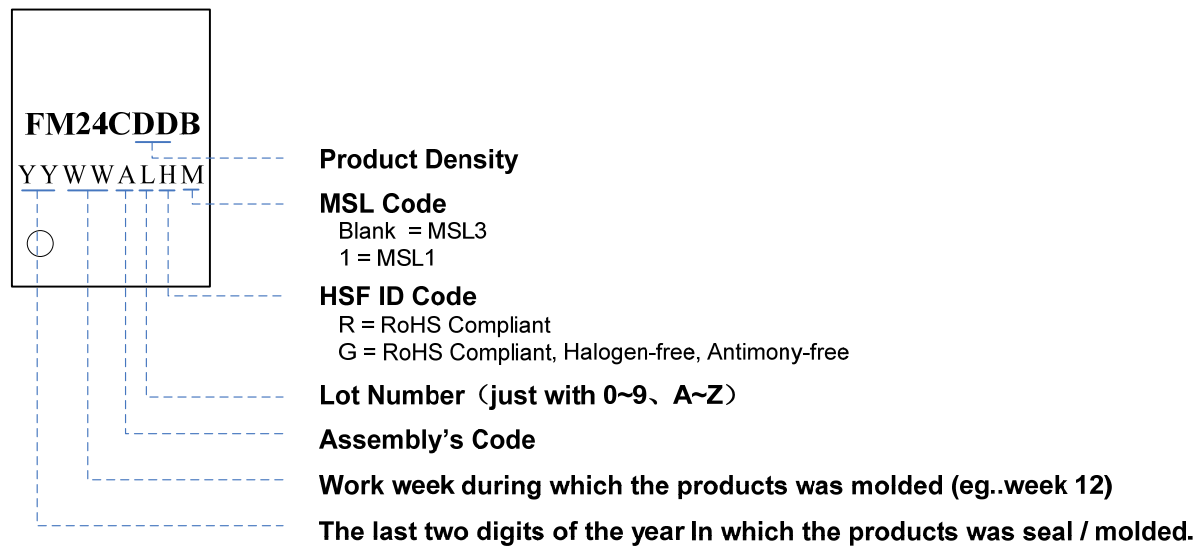 FM24CDDB
YYWWALHM
Product Density
MSL Code
Blank = MSL3
1 = MSL1
HSF ID Code
R = RoHS Compliant
G = RoHS Compliant, Halogen-free, Antimony-free
Lot Number（just with 0~9、A~Z）
Assembly's Code
Work week during which the products was molded (eg..week 12)
The last two digits of the year In which the products was seal / molded.